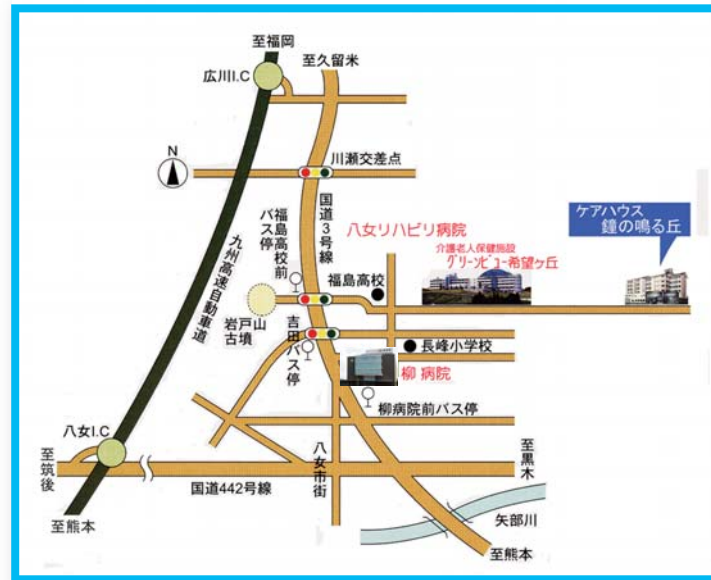 至福岡
至久留米
広川I.C
川瀬交差点
N
国道3号線
福島高校前
バス停
九州高速自動車道
八女リハビリ病院
介護老人保健施設
グリーンビュー希望ヶ丘
ケアハウス
鐘の鳴る丘
福島高校
岩戸山
古墳
吉田バス停
長峰小学校
柳 病院
柳病院前バス停
八女I.C
至筑後
国道442号線
八女市街
至黒木
矢部川
至熊本
至熊本